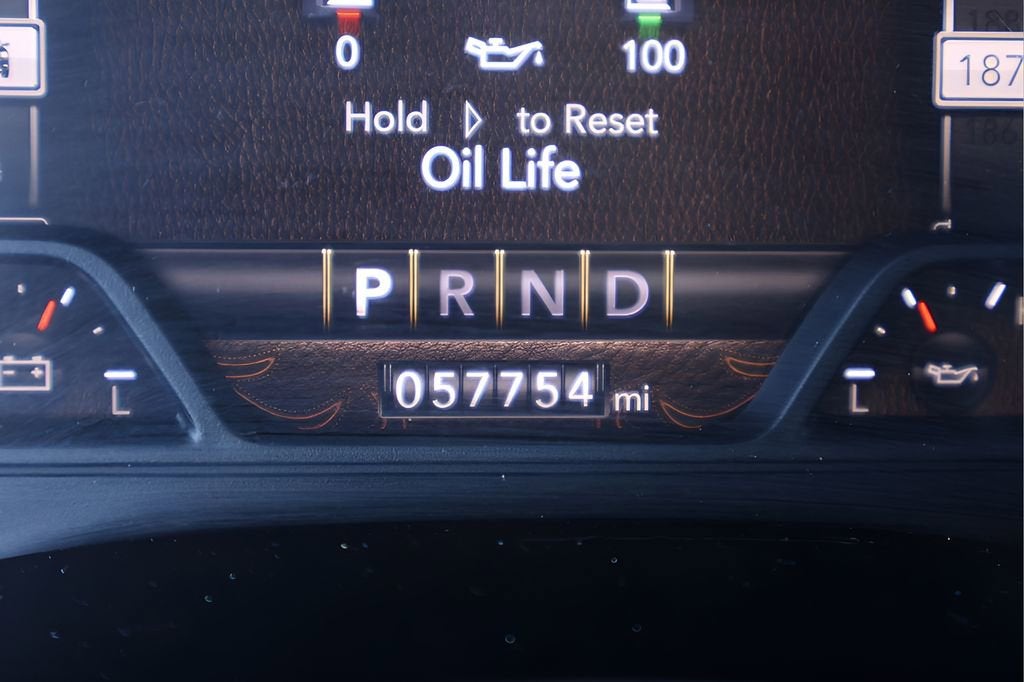 0 100
187
Hold to Reset
Oil Life
P R N D
L L
057754 mi